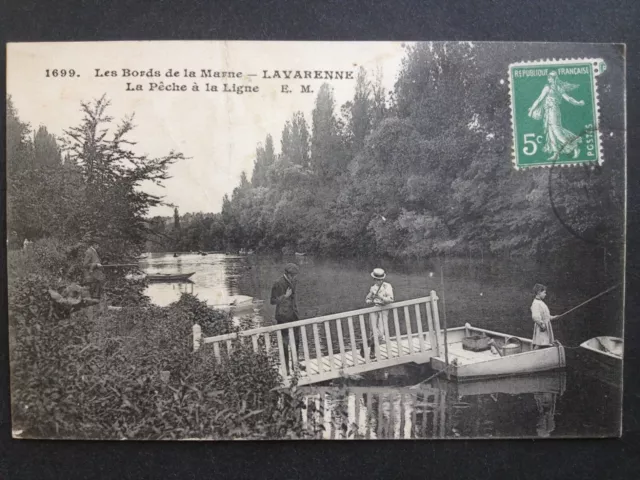 1699. Les Bords de la Marne – LAVARENNE
La Pêche à la Ligne E. M.
REPUBLIQUE FRANÇAISE
5c
POSTES